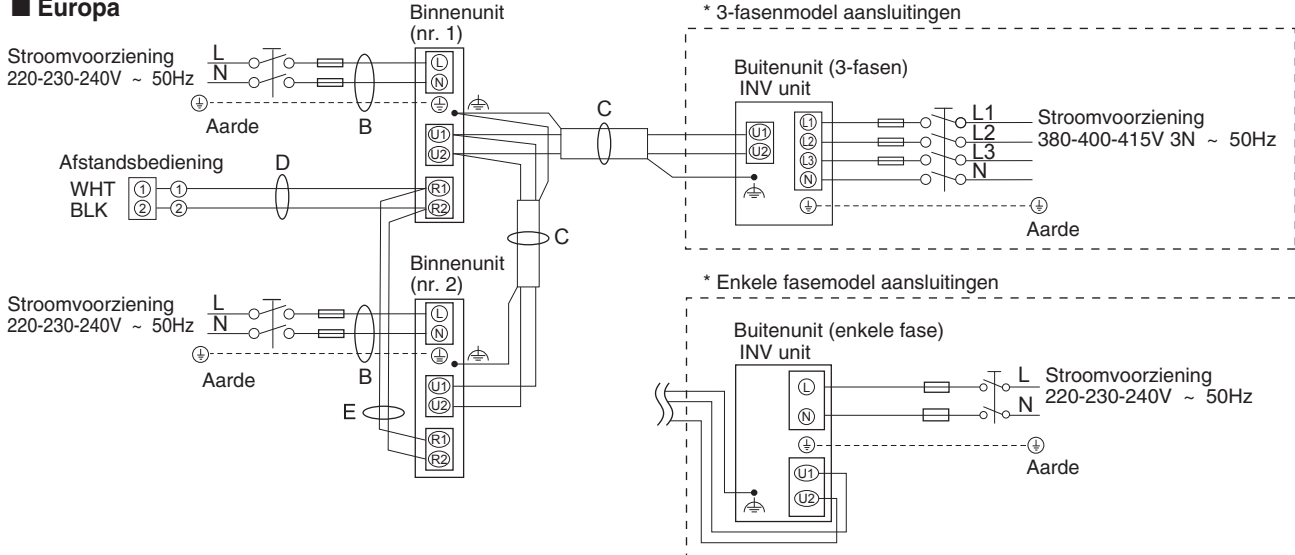 ■ Europa
Binnenunit
(nr. 1)
Stroomvoorziening
220-230-240V ~ 50Hz
L
N
Aarde
B
L
N
U1
U2
R1
R2
Afstandsbediening
WHT
BLK
1
2
1
2
D
C
C
Binnenunit
(nr. 2)
Stroomvoorziening
220-230-240V ~ 50Hz
L
N
Aarde
B
E
L
N
U1
U2
R1
R2
* 3-fasenmodel aansluitingen
Buitenunit (3-fasen)
INV unit
U1
U2
L1
L2
L3
N
L1
L2
L3
N
Stroomvoorziening
380-400-415V 3N ~ 50Hz
Aarde
* Enkele fasemodel aansluitingen
Buitenunit (enkele fase)
INV unit
L
N
U1
U2
L
N
Stroomvoorziening
220-230-240V ~ 50Hz
Aarde